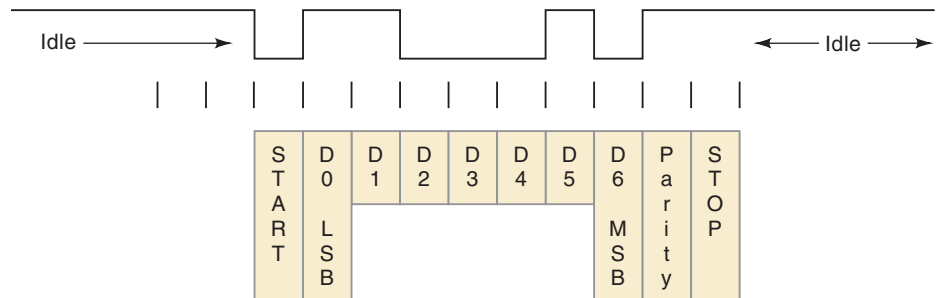 Idle
Idle
START
D0 LSB
D1
D2
D3
D4
D5
D6 MSB
Parity
STOP